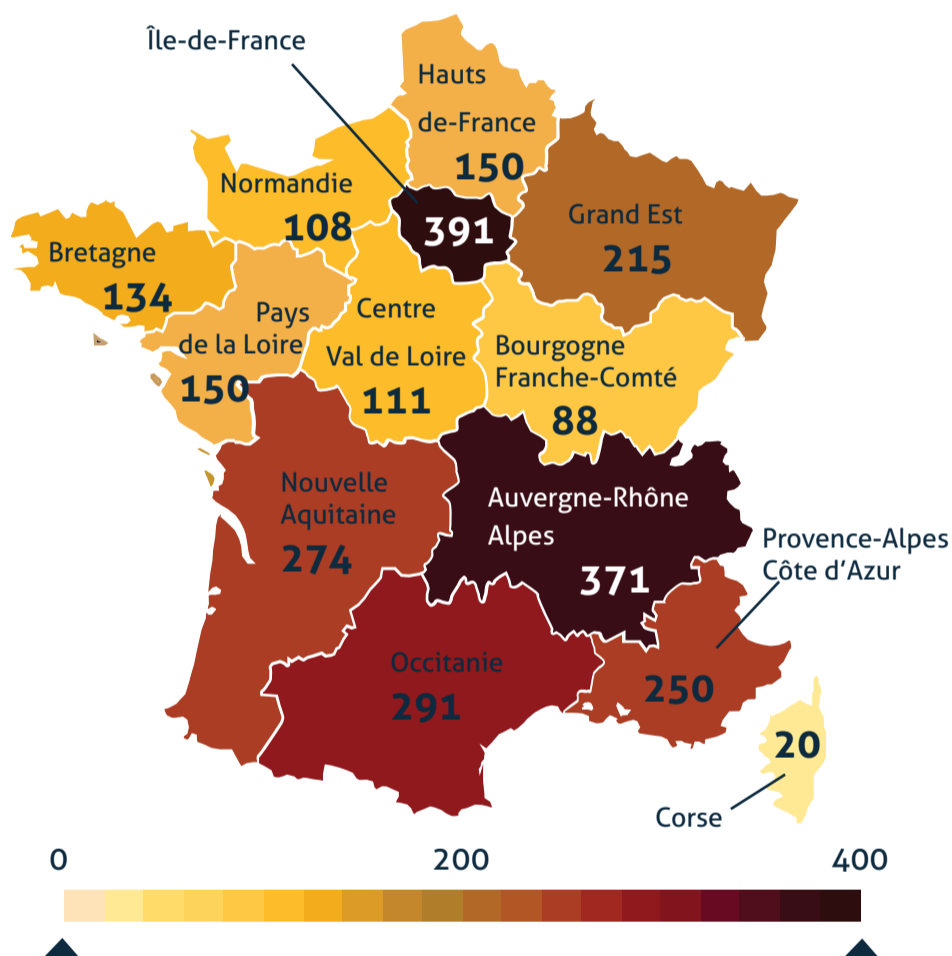 Île-de-France
Hauts
de-France
150
Normandie
108
391
Grand Est
215
Bretagne
134
Pays
de la Loire
150
Centre
Val de Loire
111
Bourgogne
Franche-Comté
88
Nouvelle
Aquitaine
274
Auvergne-Rhône
Alpes
371
Provence-Alpes
Côte d'Azur
250
Occitanie
291
20
Corse
0 200 400